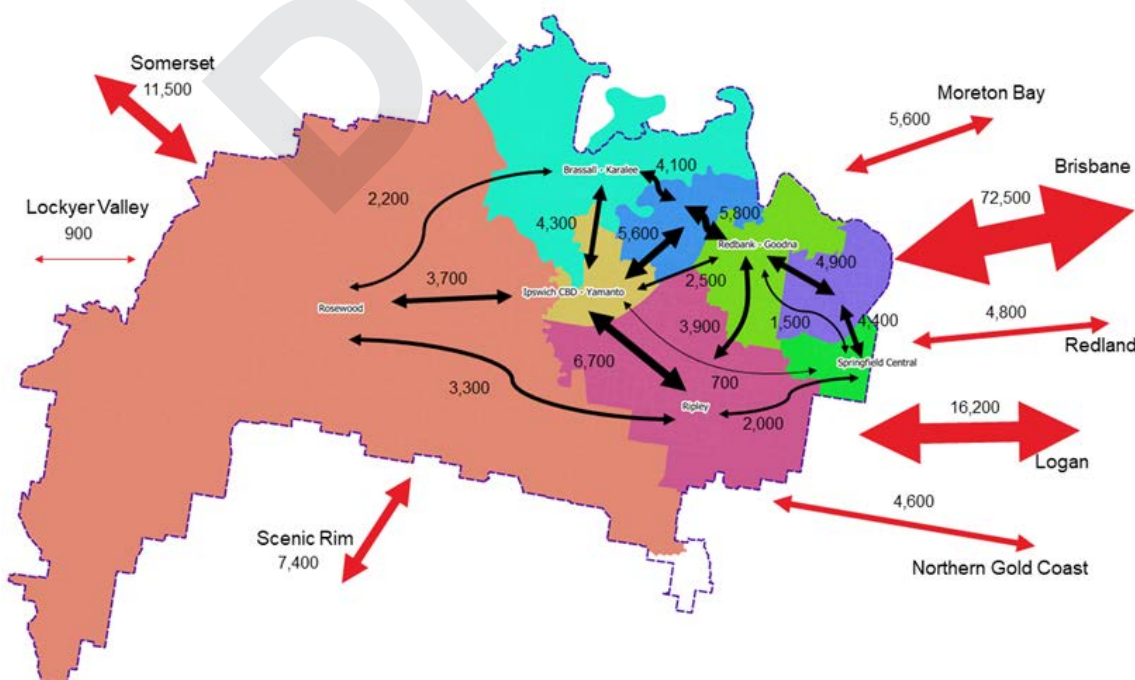 Somerset
11,500
Moreton Bay
5,600
Brisbane
72,500
Lockyer Valley
900
2,200
Brassall - Karalee
4,100
4,300
5,600
5,800
Redbank - Goodna
4,900
2,500
3,700
Ipswich CBD - Yamanto
Rosewood
3,900
1,500
4,400
4,800
Redland
Springfield Central
6,700
700
3,300
Ripley
2,000
16,200
Logan
4,600
Northern Gold Coast
Scenic Rim
7,400